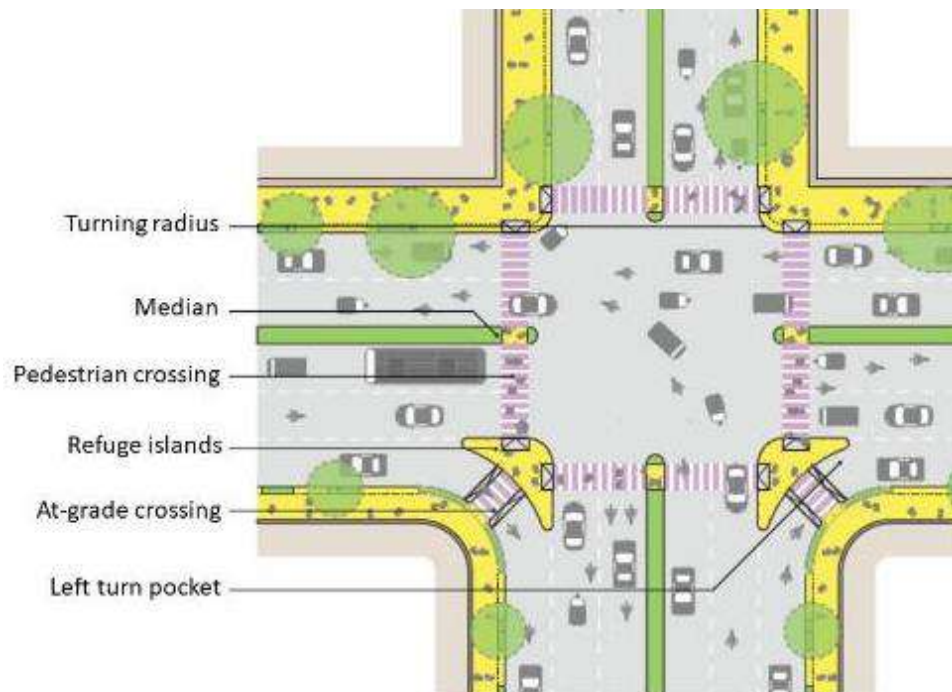 Turning radius
Median
Pedestrian crossing
Refuge islands
At-grade crossing
Left turn pocket